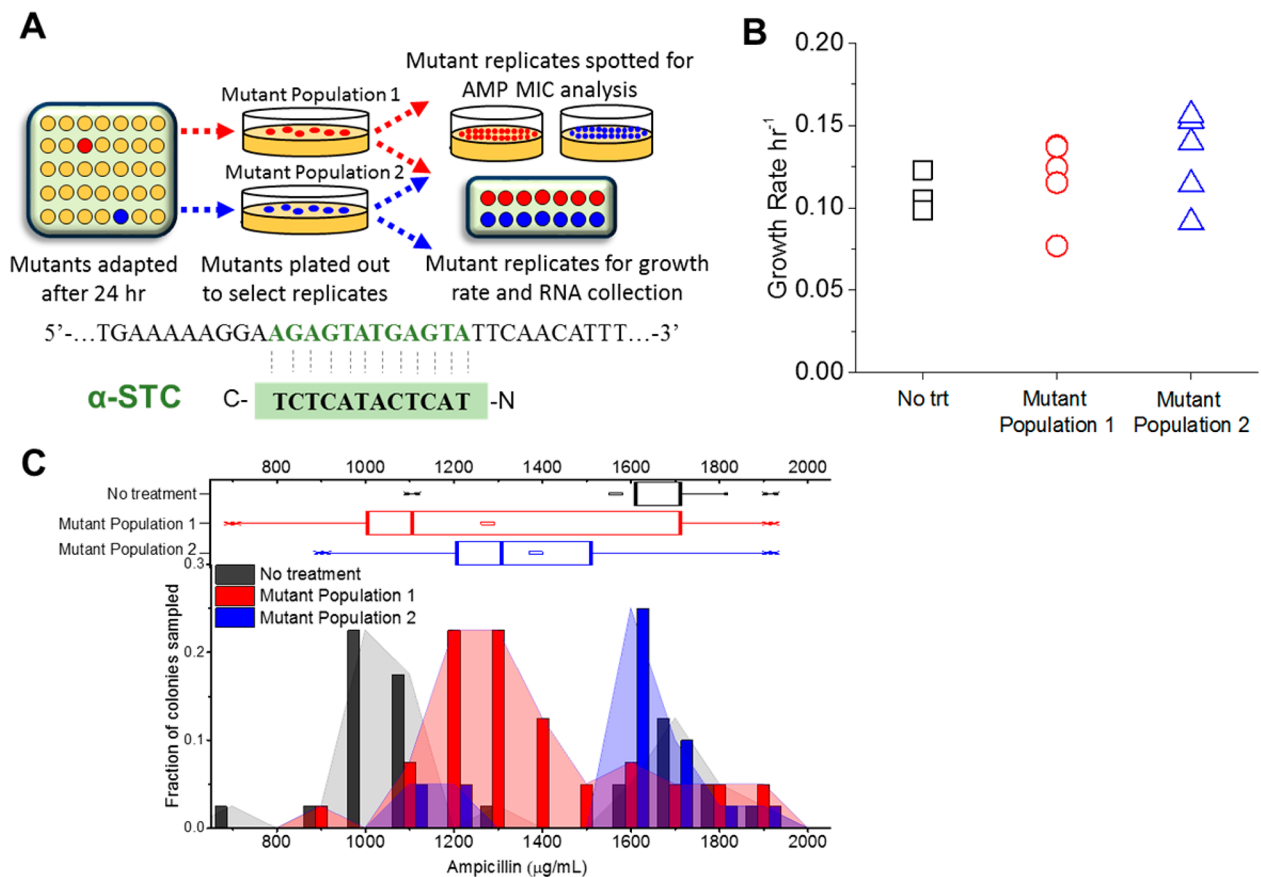 A
Mutant replicates spotted for
AMP MIC analysis
Mutant Population 1
Mutant Population 2
Mutants adapted
after 24 hr
Mutants plated out
to select replicates
Mutant replicates for growth
rate and RNA collection
5’-…TGAAAAAGGAAGAGTATGAGTATTCAACATTT…-3’
α-STC C- TCTCATACTCAT -N
B
Growth Rate hr-1
0.20
0.15
0.10
0.05
0.00
No trt
Mutant
Population 1
Mutant
Population 2
C
800 1000 1200 1400 1600 1800 2000
No treatment
Mutant Population 1
Mutant Population 2
No treatment
Mutant Population 1
Mutant Population 2
Fraction of colonies sampled
0.3
0.2
0.1
0.0
800 1000 1200 1400 1600 1800 2000
Ampicillin (μg/mL)